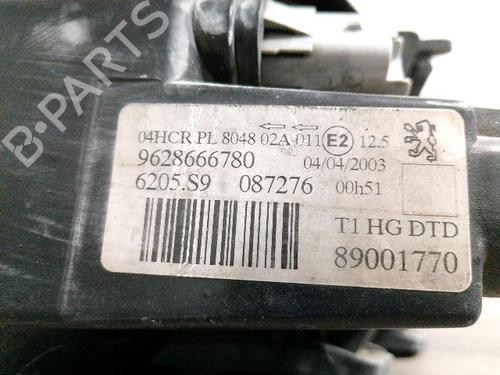 04HCR PL 8048 02A 011 E2 12.5
9628666780 04/04/2003
6205.S9 087276 00h51
T1 HG DTD
89001770
B-PARTS